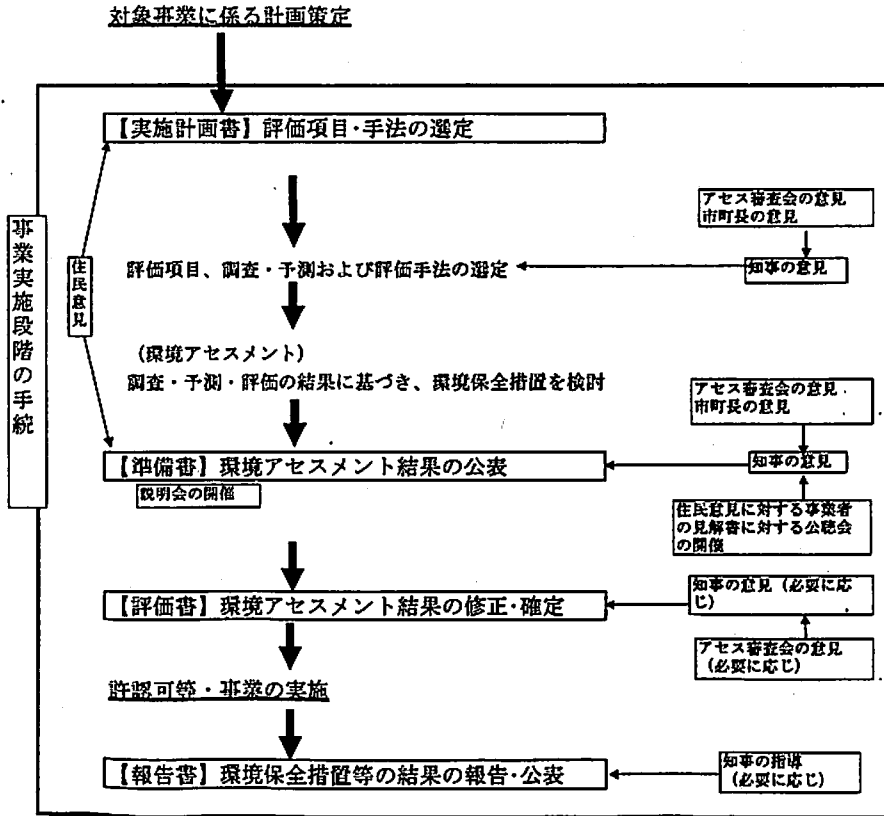 対象事業に係る計画策定
【実施計画書】評価項目・手法の選定
アセス審査会の意見
市町長の意見
事業実施段階の手続
住民意見
評価項目、調査・予測および評価手法の選定
知事の意見
(環境アセスメント)
調査・予測・評価の結果に基づき、環境保全措置を検討
アセス審査会の意見
市町長の意見
【準備書】環境アセスメント結果の公表
知事の意見
説明会の開催
住民意見に対する事業者
の見解書に対する公聴会
の開催
【評価書】環境アセスメント結果の修正・確定
知事の意見(必要に応
じ)
アセス審査会の意見
(必要に応じ)
許認可等・事業の実施
【報告書】環境保全措置等の結果の報告・公表
知事の指導
(必要に応じ)